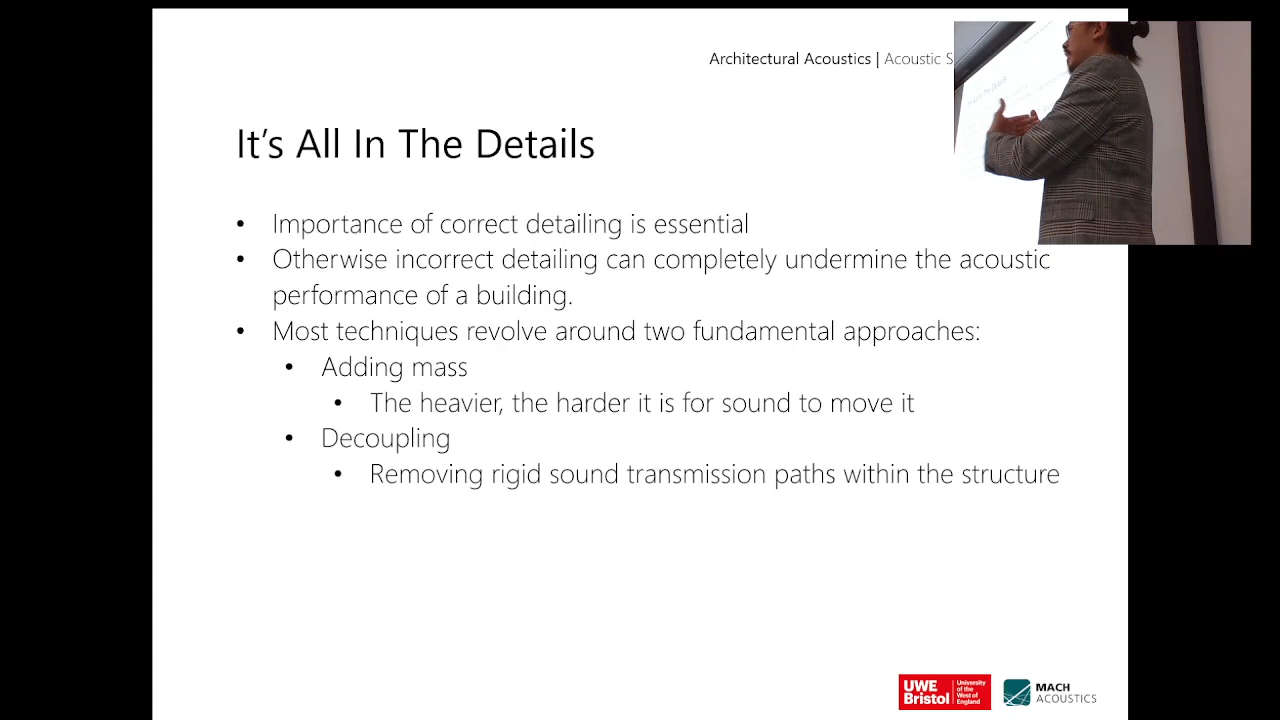 Architectural Acoustics | Acoustic S
It's All In The Details
• Importance of correct detailing is essential
• Otherwise incorrect detailing can completely undermine the acoustic
performance of a building.
• Most techniques revolve around two fundamental approaches:
• Adding mass
• The heavier, the harder it is for sound to move it
• Decoupling
• Removing rigid sound transmission paths within the structure
UWE
Bristol
University
of the
West of
England
MACH
ACOUSTICS